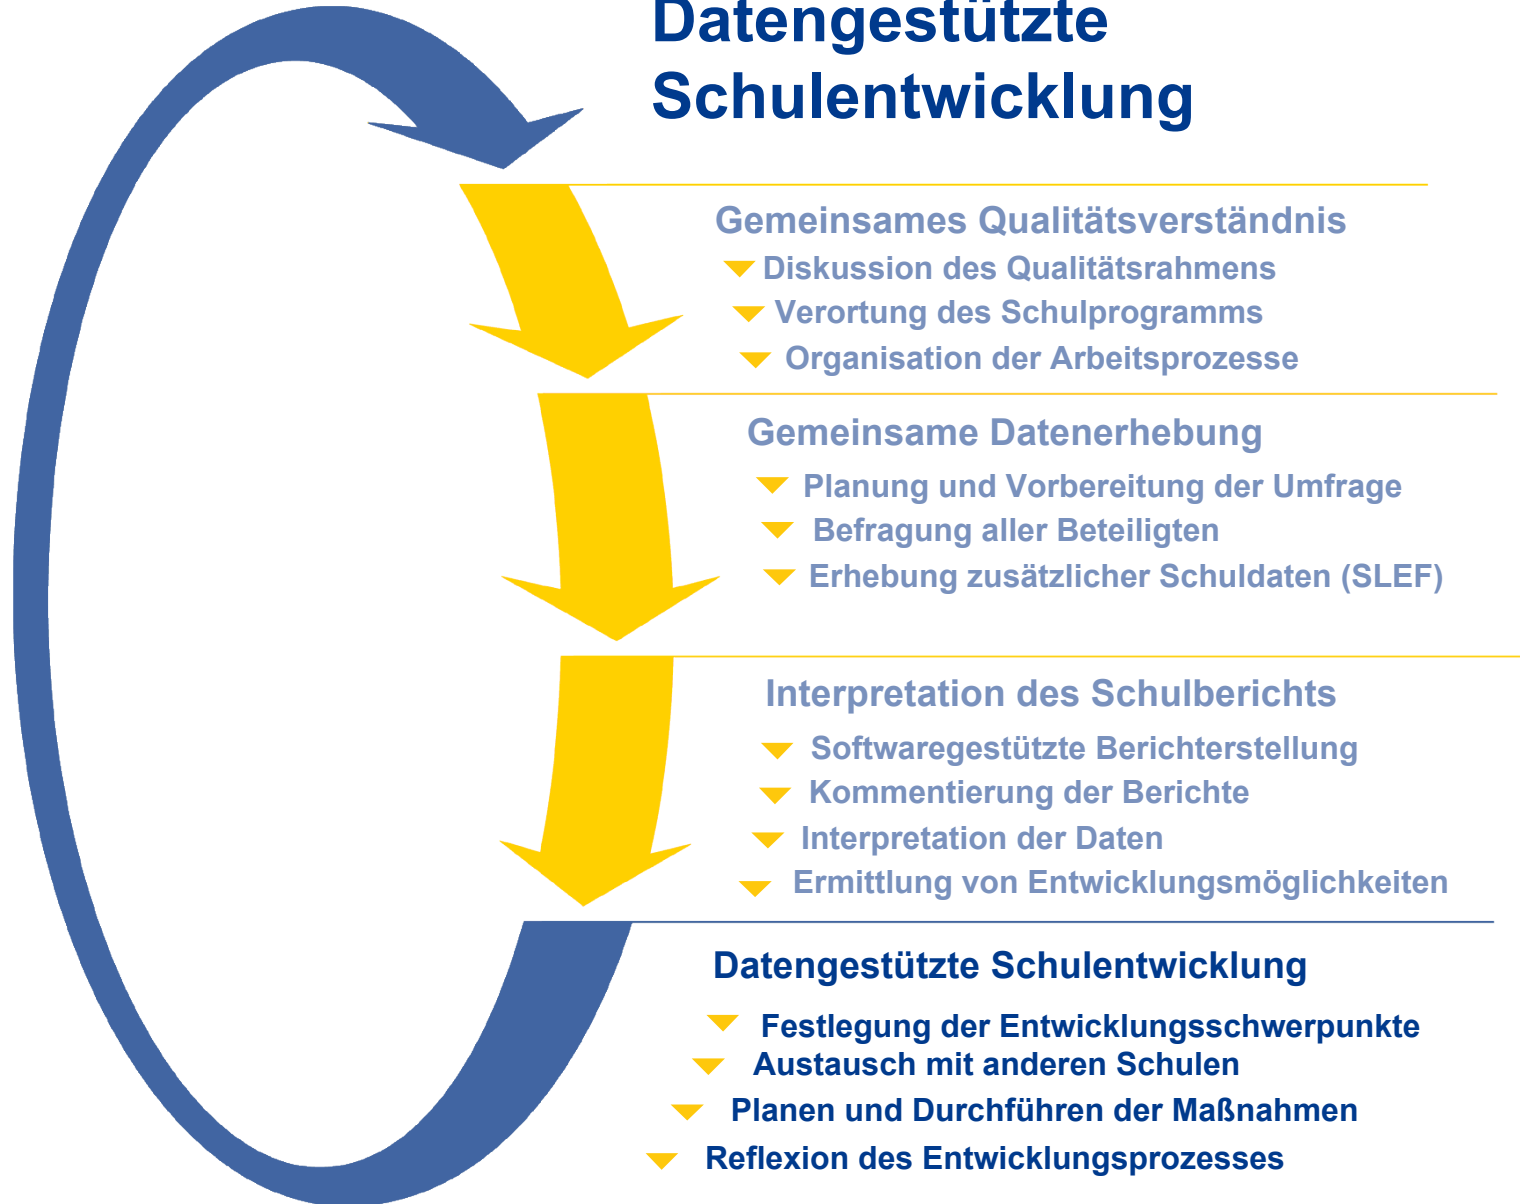 Datengestützte
Schulentwicklung
Gemeinsames Qualitätsverständnis
Diskussion des Qualitätsrahmens
Verortung des Schulprogramms
Organisation der Arbeitsprozesse
Gemeinsame Datenerhebung
Planung und Vorbereitung der Umfrage
Befragung aller Beteiligten
Erhebung zusätzlicher Schuldaten (SLEF)
Interpretation des Schulberichts
Softwaregestützte Berichterstellung
Kommentierung der Berichte
Interpretation der Daten
Ermittlung von Entwicklungsmöglichkeiten
Datengestützte Schulentwicklung
Festlegung der Entwicklungsschwerpunkte
Austausch mit anderen Schulen
Planen und Durchführen der Maßnahmen
Reflexion des Entwicklungsprozesses